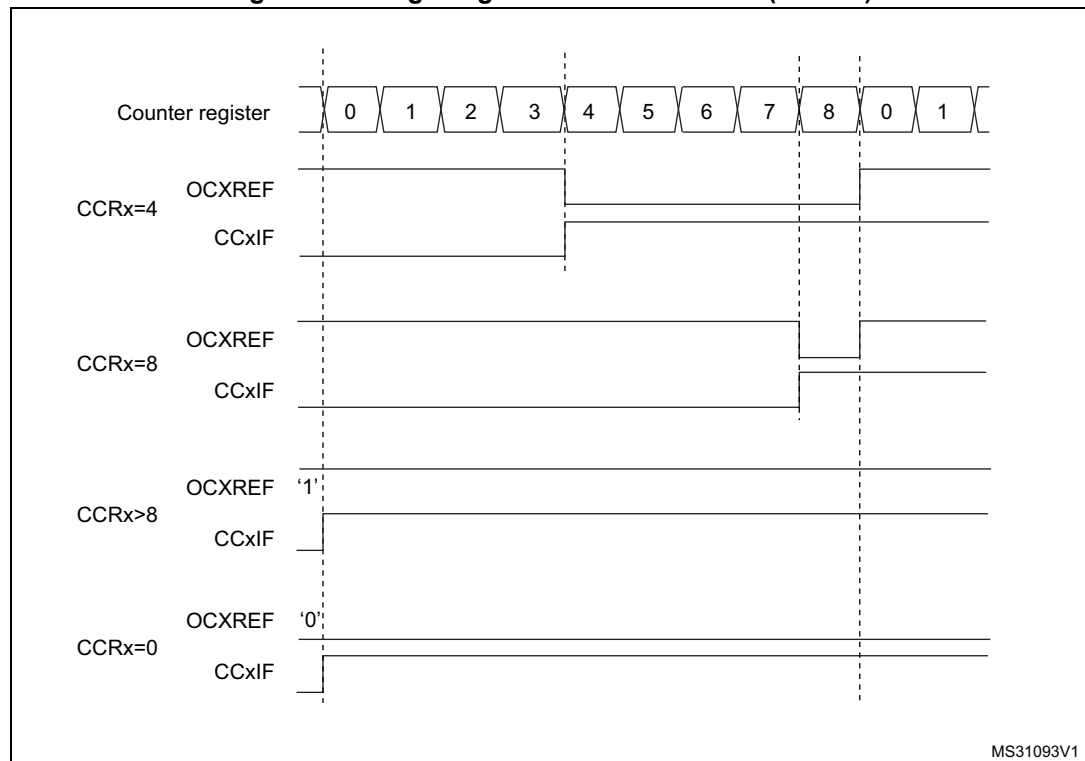 Counter register 0 1 2 3 4 5 6 7 8 0 1
OCXREF
CCRx=4
CCxIF
OCXREF
CCRx=8
CCxIF
OCXREF ‘1’
CCRx>8
CCxIF
OCXREF ‘0’
CCRx=0
CCxIF
MS31093V1